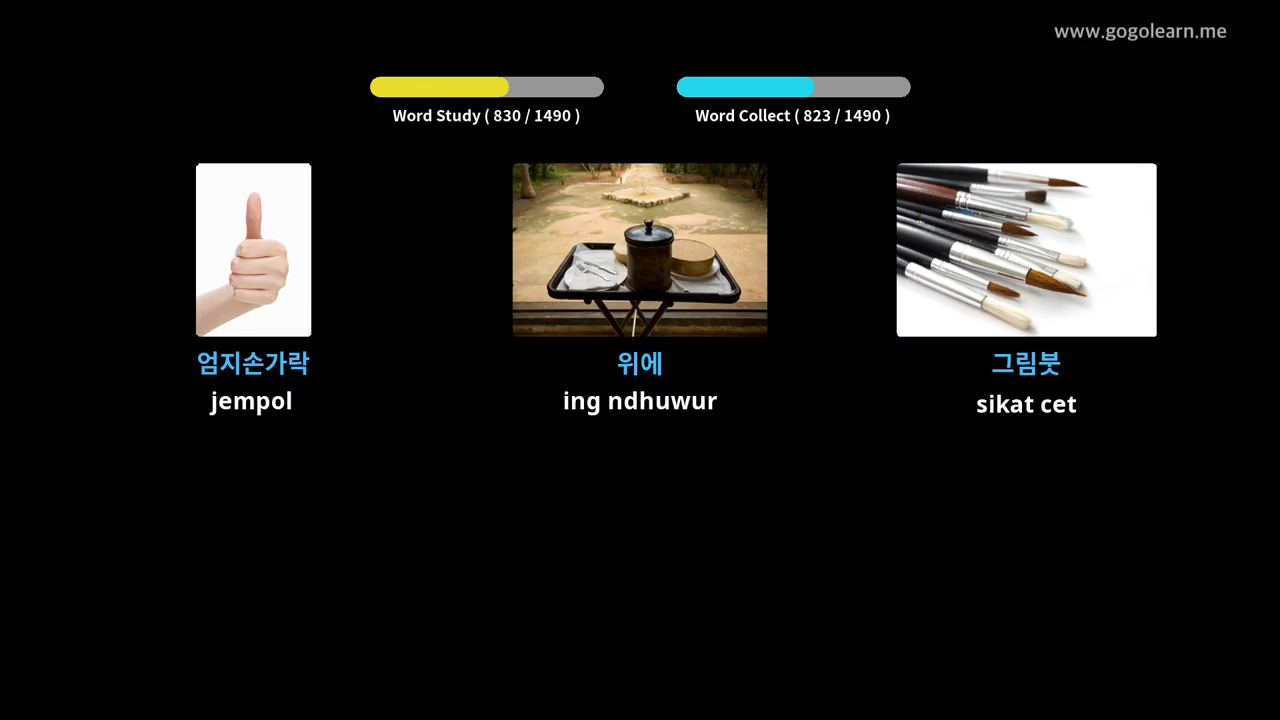 www.gogolearn.me
Word Study ( 830 / 1490 )
Word Collect ( 823 / 1490 )
엄지손가락
jempol
위에
ing ndhuwur
그림붓
sikat cet